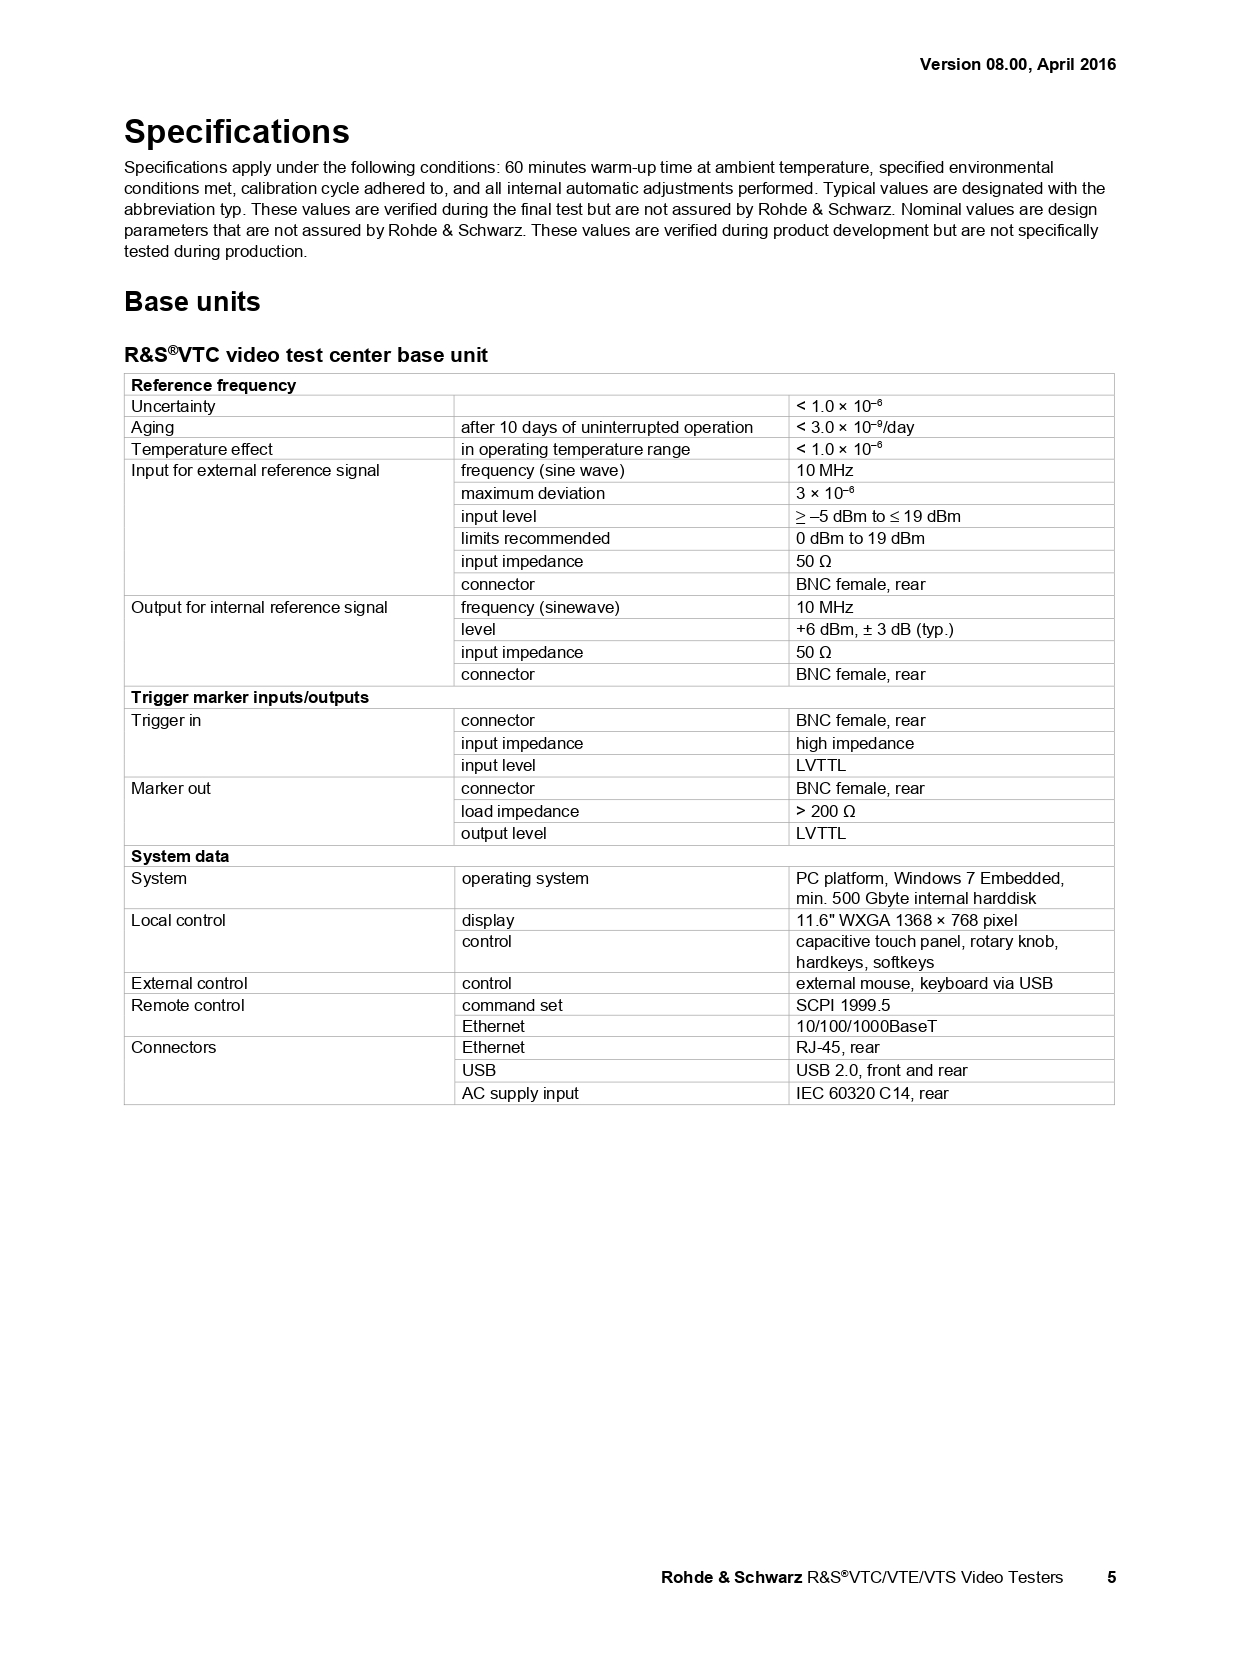 Version 08.00, April 2016
Specifications
Specifications apply under the following conditions: 60 minutes warm-up time at ambient temperature, specified environmental
conditions met, calibration cycle adhered to, and all internal automatic adjustments performed. Typical values are designated with the
abbreviation typ. These values are verified during the final test but are not assured by Rohde & Schwarz. Nominal values are design
parameters that are not assured by Rohde & Schwarz. These values are verified during product development but are not specifically
tested during production.
Base units
R&S®VTC video test center base unit
Reference frequency
Uncertainty < 1.0 × 10⁻⁶
Aging after 10 days of uninterrupted operation < 3.0 × 10⁻⁹/day
Temperature effect in operating temperature range < 1.0 × 10⁻⁶
Input for external reference signal frequency (sine wave) 10 MHz
maximum deviation 3 × 10⁻⁶
input level ≥ –5 dBm to ≤ 19 dBm
limits recommended 0 dBm to 19 dBm
input impedance 50 Ω
connector BNC female, rear
Output for internal reference signal frequency (sinewave) 10 MHz
level +6 dBm, ± 3 dB (typ.)
input impedance 50 Ω
connector BNC female, rear
Trigger marker inputs/outputs
Trigger in connector BNC female, rear
input impedance high impedance
input level LVTTL
Marker out connector BNC female, rear
load impedance > 200 Ω
output level LVTTL
System data
System operating system PC platform, Windows 7 Embedded,
min. 500 Gbyte internal harddisk
Local control display 11.6" WXGA 1368 × 768 pixel
control capacitive touch panel, rotary knob,
hardkeys, softkeys
External control control external mouse, keyboard via USB
Remote control command set SCPI 1999.5
Ethernet 10/100/1000BaseT
Connectors Ethernet RJ-45, rear
USB USB 2.0, front and rear
AC supply input IEC 60320 C14, rear
Rohde & Schwarz R&S®VTC/VTE/VTS Video Testers 5